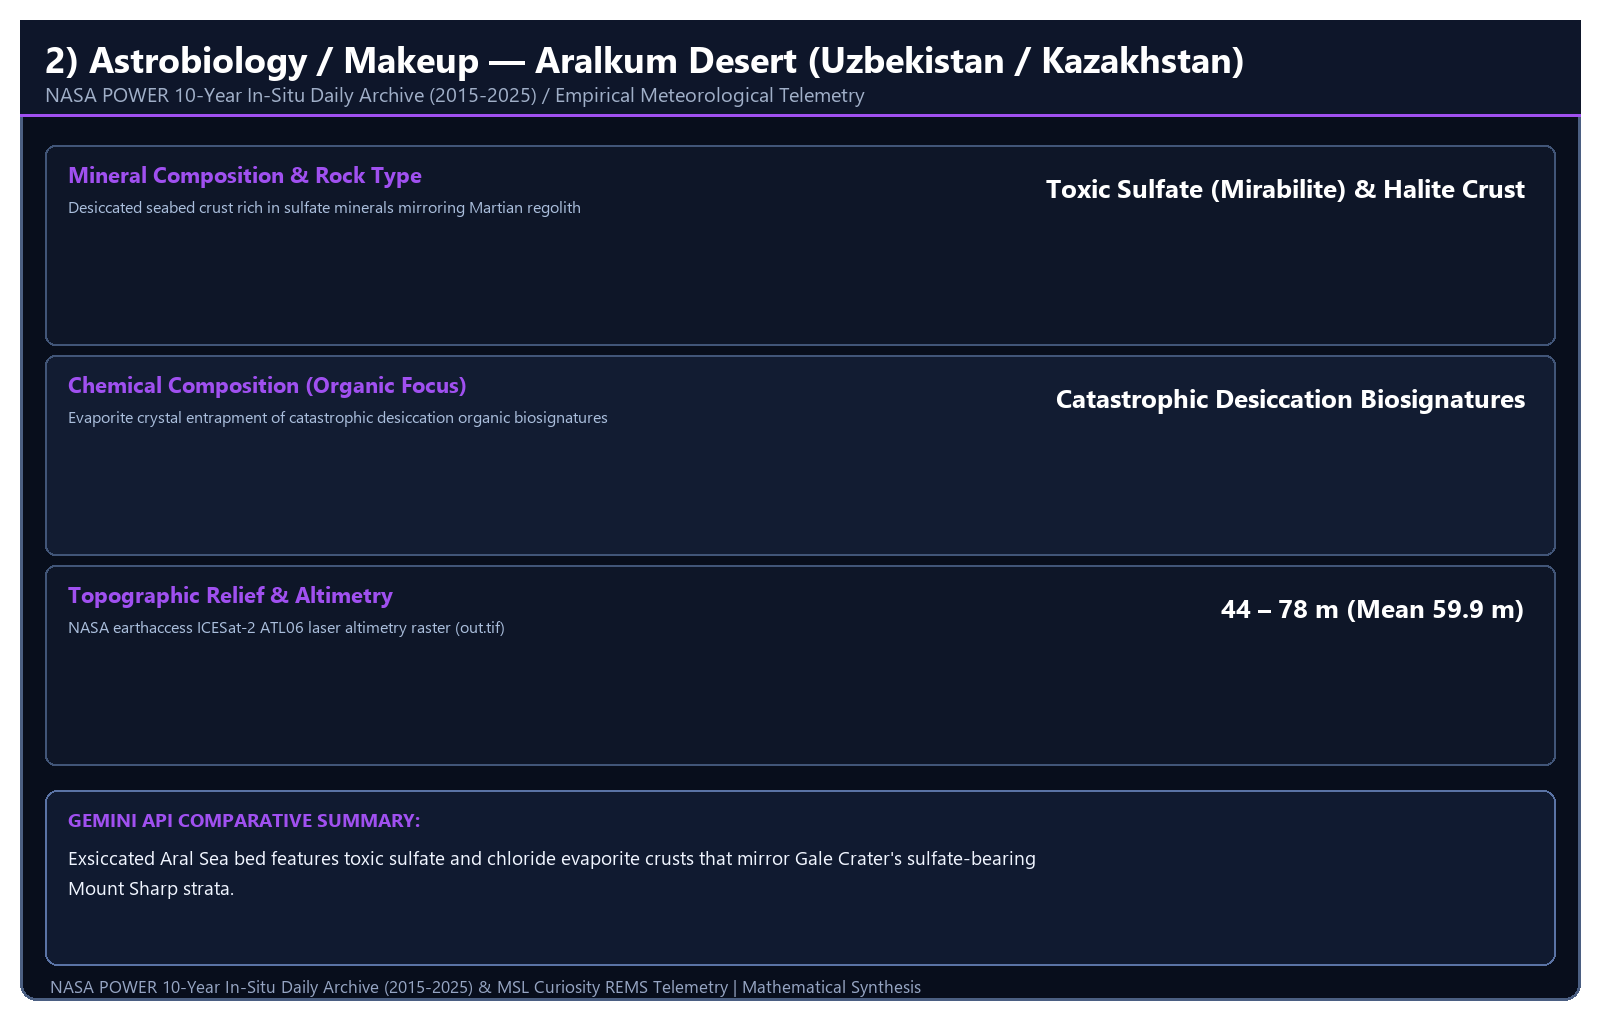 2) Astrobiology / Makeup — Aralkum Desert (Uzbekistan / Kazakhstan)
NASA POWER 10-Year In-Situ Daily Archive (2015-2025) / Empirical Meteorological Telemetry
Mineral Composition & Rock Type
Toxic Sulfate (Mirabilite) & Halite Crust
Desiccated seabed crust rich in sulfate minerals mirroring Martian regolith
Chemical Composition (Organic Focus)
Catastrophic Desiccation Biosignatures
Evaporite crystal entrapment of catastrophic desiccation organic biosignatures
Topographic Relief & Altimetry
44 – 78 m (Mean 59.9 m)
NASA earthaccess ICESat-2 ATL06 laser altimetry raster (out.tif)
GEMINI API COMPARATIVE SUMMARY:
Exsiccated Aral Sea bed features toxic sulfate and chloride evaporite crusts that mirror Gale Crater's sulfate-bearing
Mount Sharp strata.
NASA POWER 10-Year In-Situ Daily Archive (2015-2025) & MSL Curiosity REMS Telemetry | Mathematical Synthesis